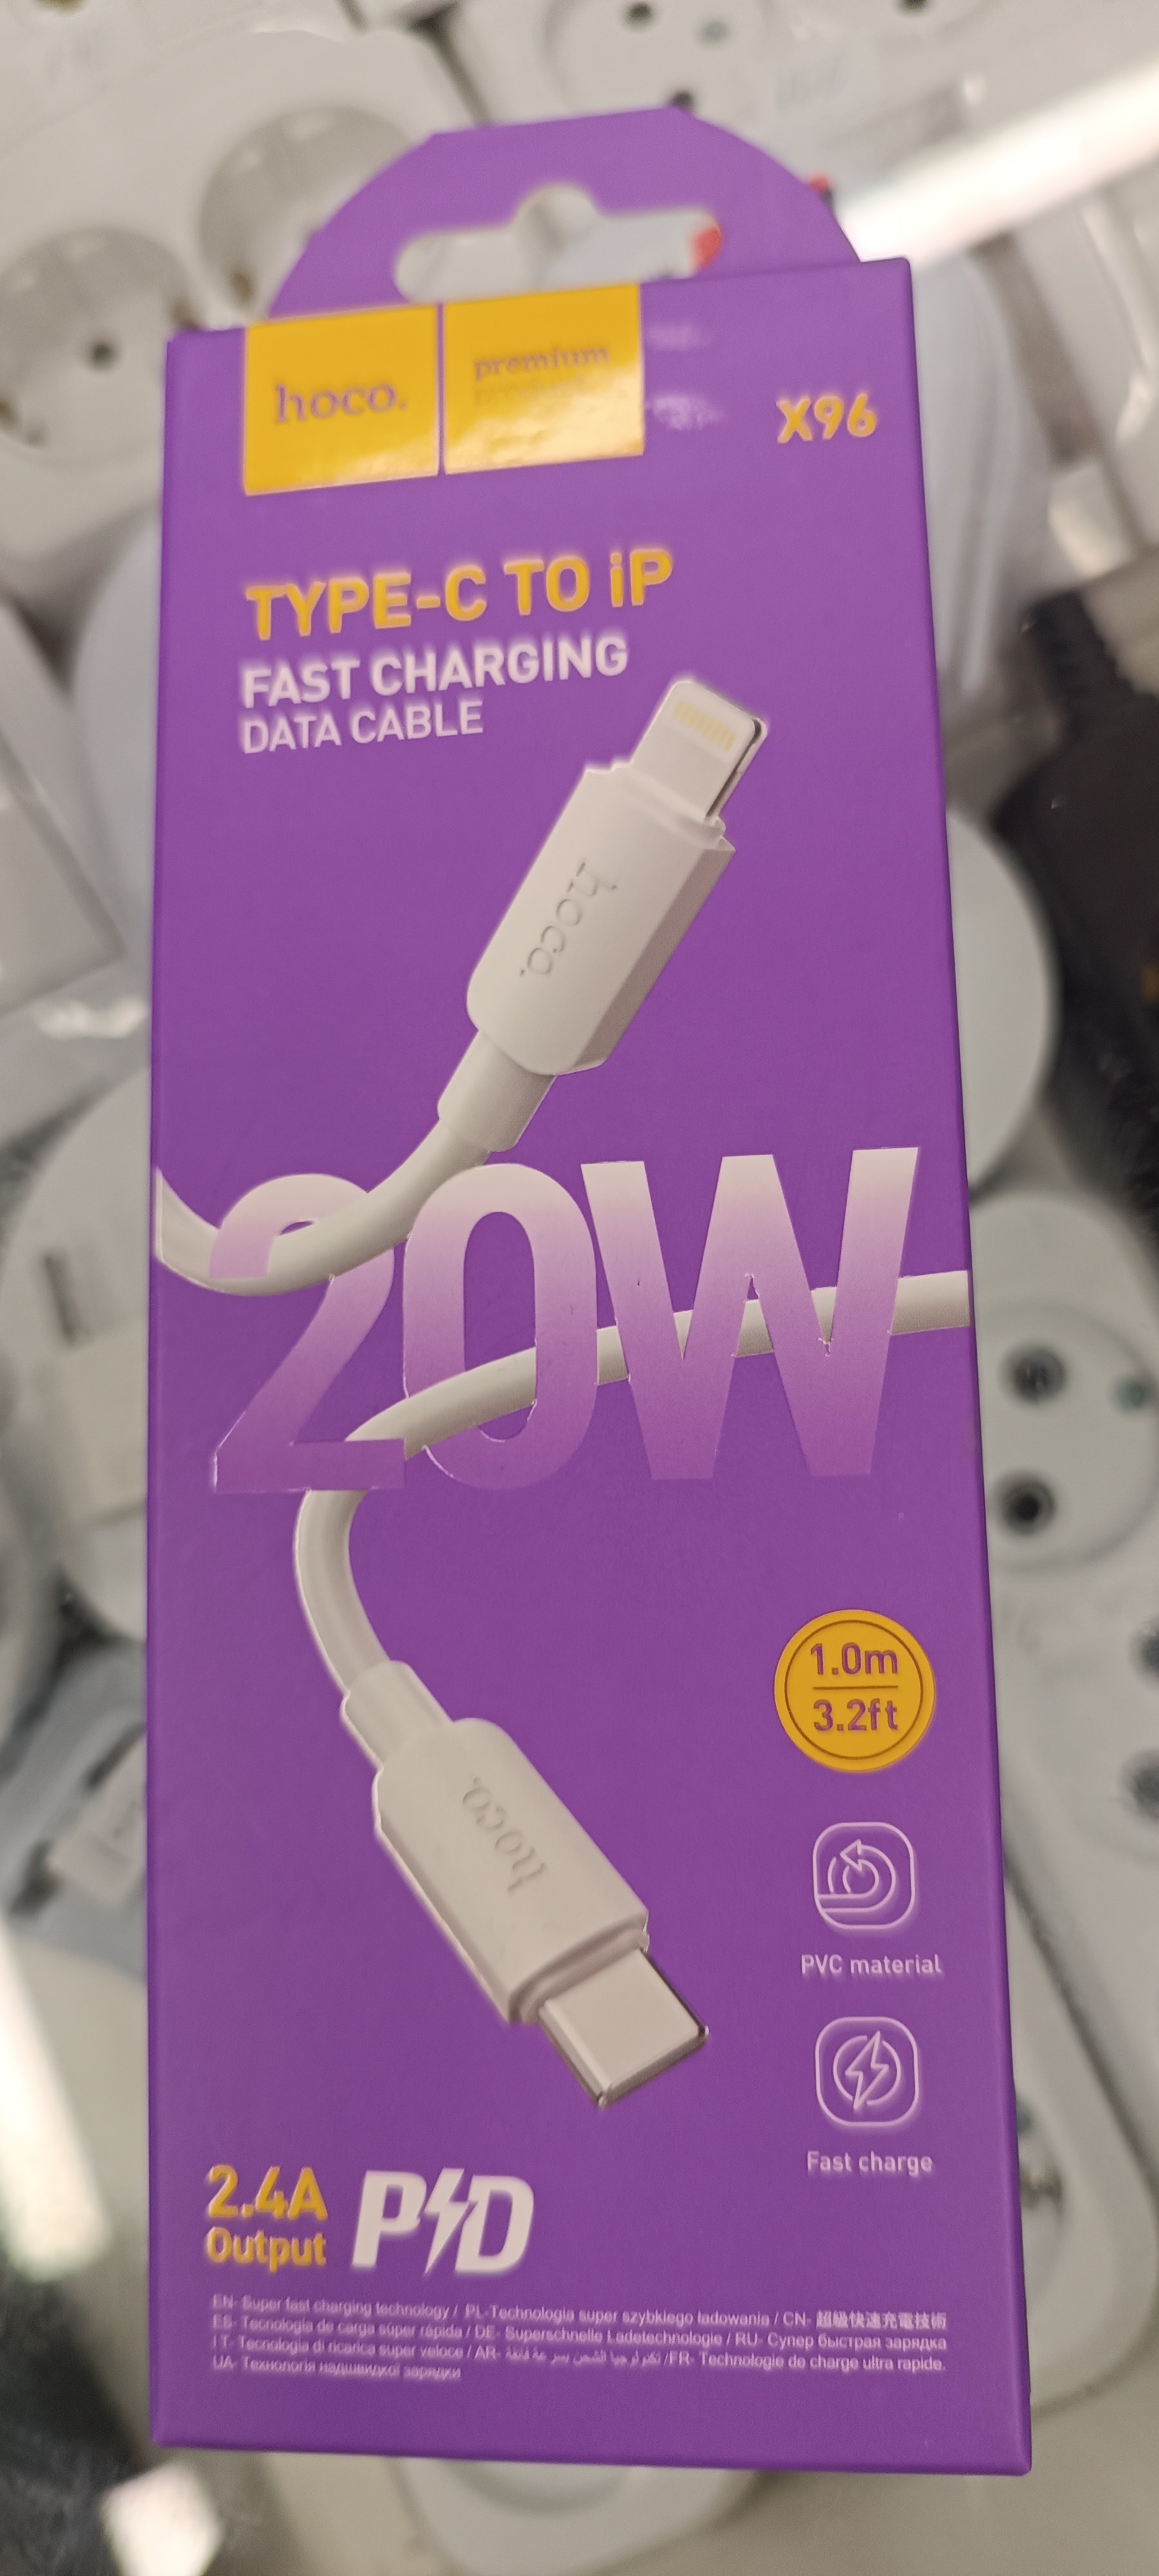 hoco.
premium
X96
TYPE-C TO iP
FAST CHARGING
DATA CABLE
hoco.
20W
1.0m
3.2ft
hoco.
PVC material
Fast charge
2.4A
Output
PD
EN- Super fast charging technology / PL-Technologia super szybkiego ładowania / CN- 超級快速充電技術
ES- Tecnologia de carga súper rápida / DE- Superschnelle Ladetechnologie / RU- Супер быстрая зарядка
IT- Tecnologia di ricarica super veloce / AR- تكنولوجيا الشحن /FR- Technologie de charge ultra rapide.
UA- Технологія надшвидкої зарядки